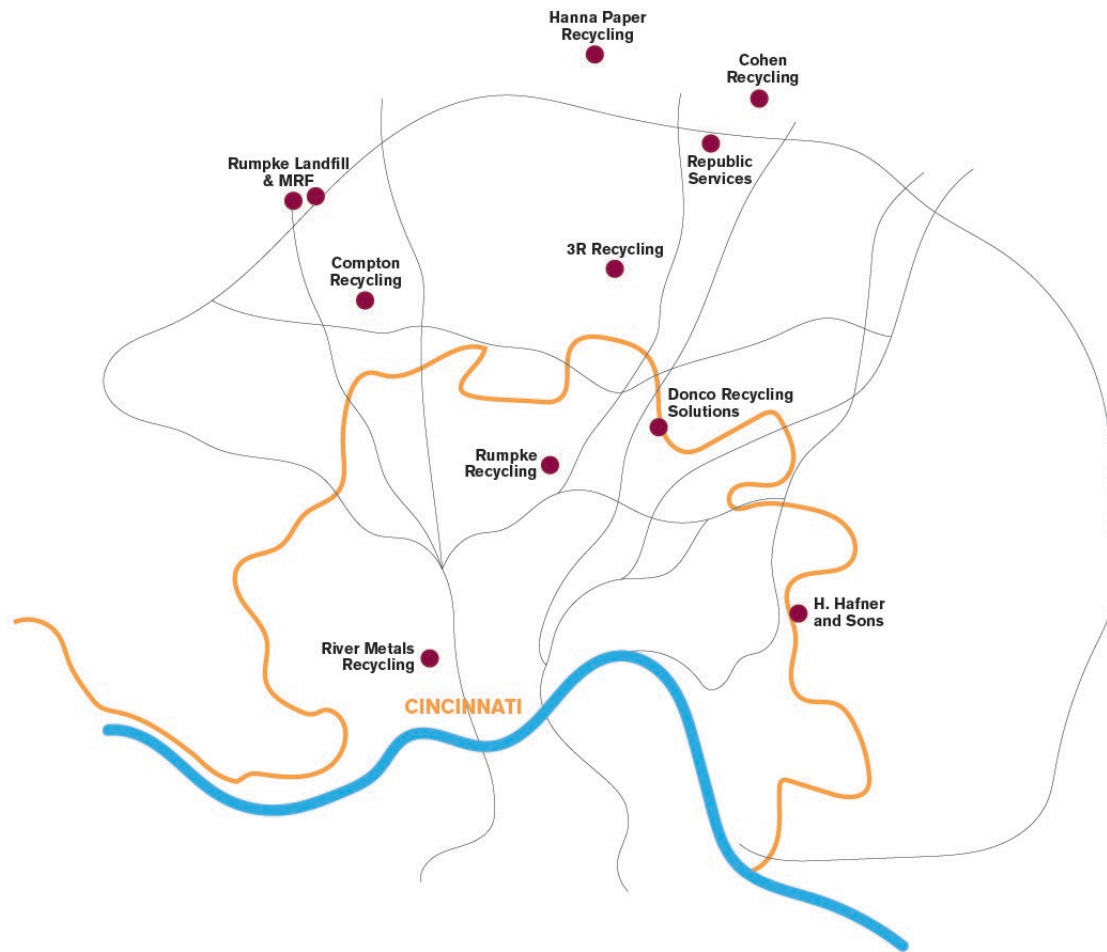 Hanna Paper
Recycling
Cohen
Recycling
Republic
Services
Rumpke Landfill
& MRF
3R Recycling
Compton
Recycling
Donco Recycling
Solutions
Rumpke
Recycling
H. Hafner
and Sons
River Metals
Recycling
CINCINNATI